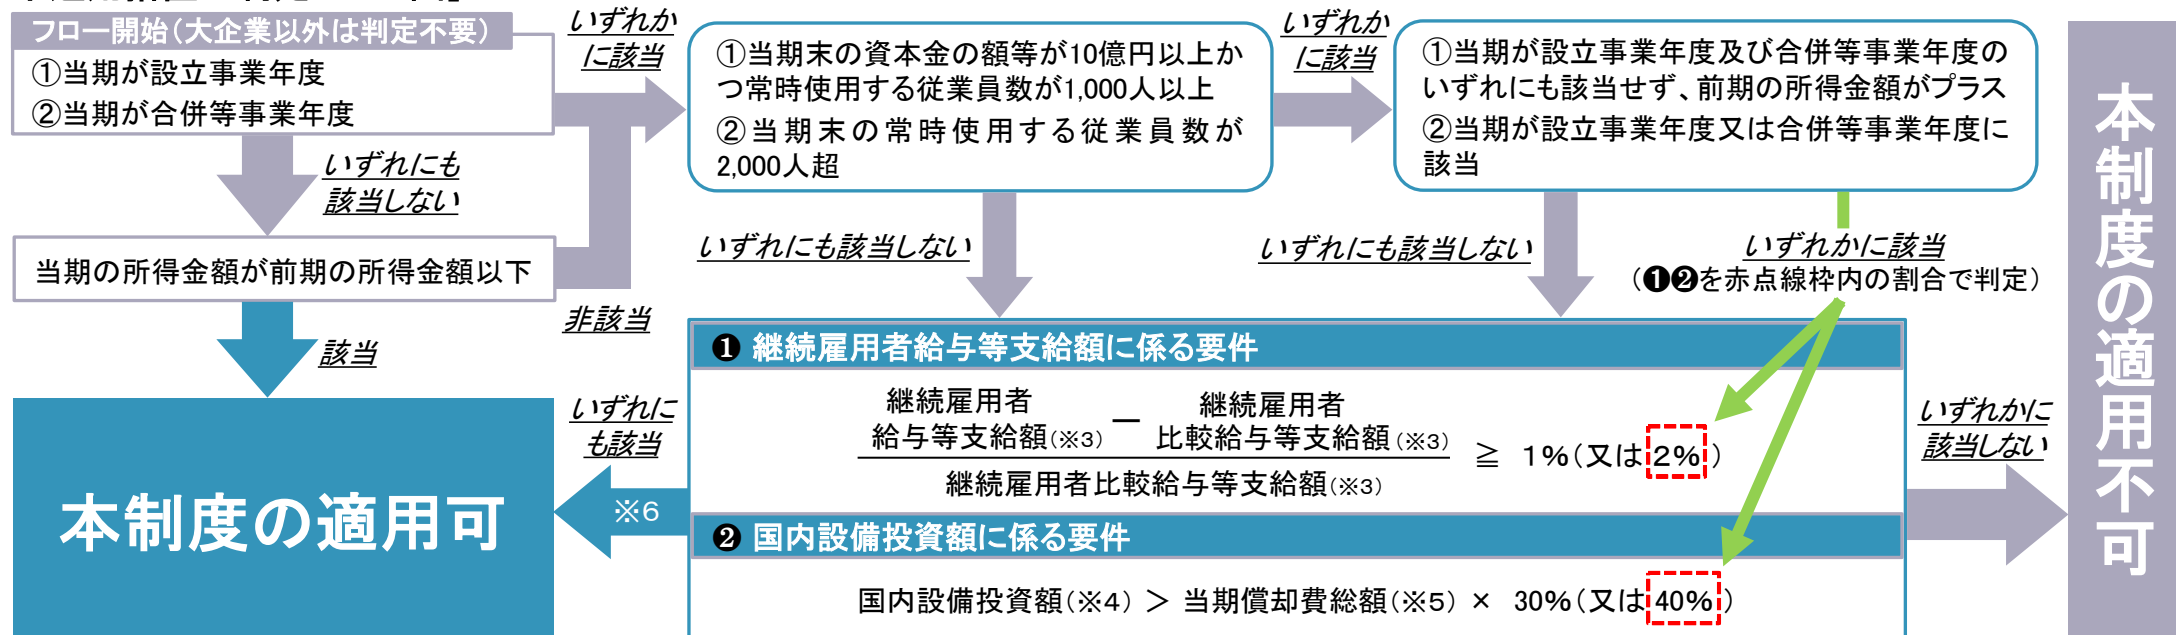 フロー開始（大企業以外は判定不要）
①当期が設立事業年度
②当期が合併等事業年度
いずれか
に該当
いずれにも
該当しない
当期の所得金額が前期の所得金額以下
非該当
該当
本制度の適用可
①当期末の資本金の額等が10億円以上か
つ常時使用する従業員数が1,000人以上
②当期末の常時使用する従業員数が
2,000人超
いずれか
に該当
いずれにも該当しない
①当期が設立事業年度及び合併等事業年度の
いずれにも該当せず、前期の所得金額がプラス
②当期が設立事業年度又は合併等事業年度に
該当
いずれにも該当しない
いずれかに該当
（❶❷を赤点線枠内の割合で判定）
❶ 継続雇用者給与等支給額に係る要件
継続雇用者
給与等支給額（※3）
－
継続雇用者
比較給与等支給額（※3）
継続雇用者比較給与等支給額（※3）
≧ 1％（又は 2％ ）
❷ 国内設備投資額に係る要件
国内設備投資額（※4） ＞ 当期償却費総額（※5） × 30％（又は 40％ ）
いずれに
も該当
※6
いずれかに
該当しない
本制度の適用不可